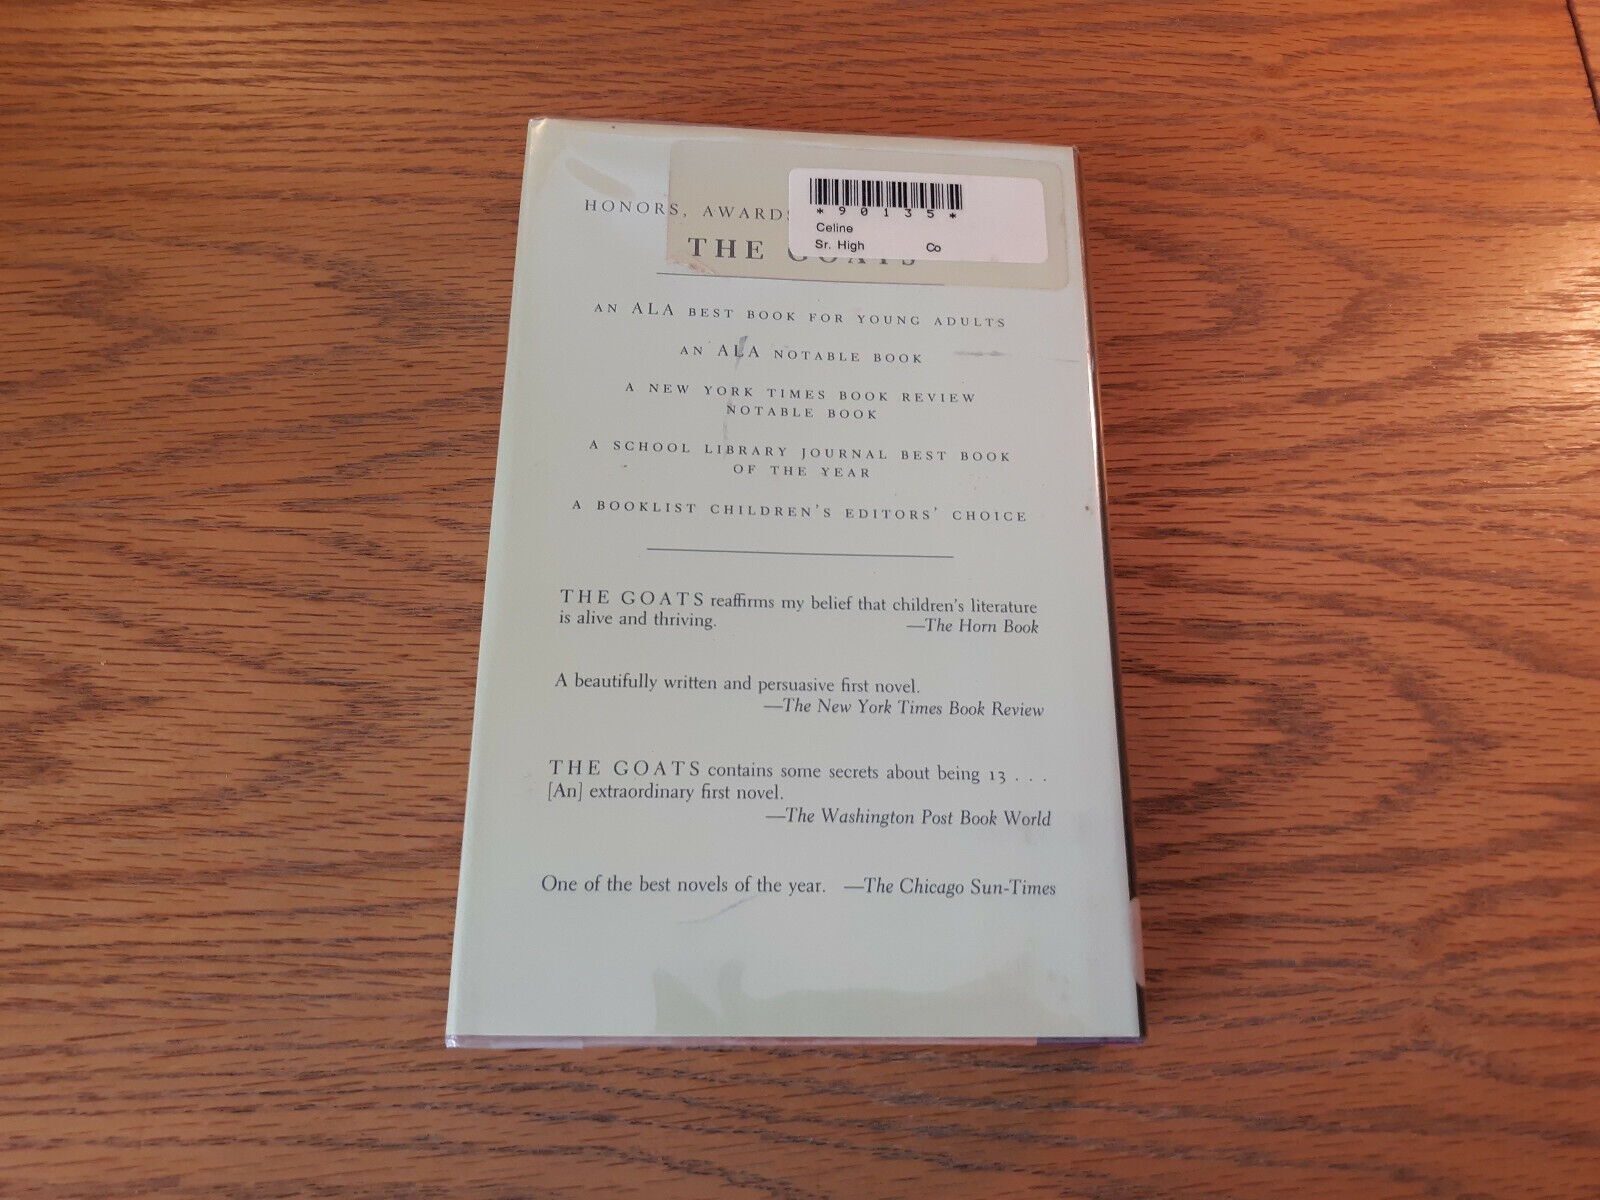 *90135*
Celine
Sr. High Co
HONORS, AWARDS
THE GOATS
AN ALA BEST BOOK FOR YOUNG ADULTS
AN ALA NOTABLE BOOK
A NEW YORK TIMES BOOK REVIEW
NOTABLE BOOK
A SCHOOL LIBRARY JOURNAL BEST BOOK
OF THE YEAR
A BOOKLIST CHILDREN'S EDITORS' CHOICE
THE GOATS reaffirms my belief that children's literature
is alive and thriving. —The Horn Book
A beautifully written and persuasive first novel.
—The New York Times Book Review
THE GOATS contains some secrets about being 13 . . .
[An] extraordinary first novel.
—The Washington Post Book World
One of the best novels of the year. —The Chicago Sun-Times